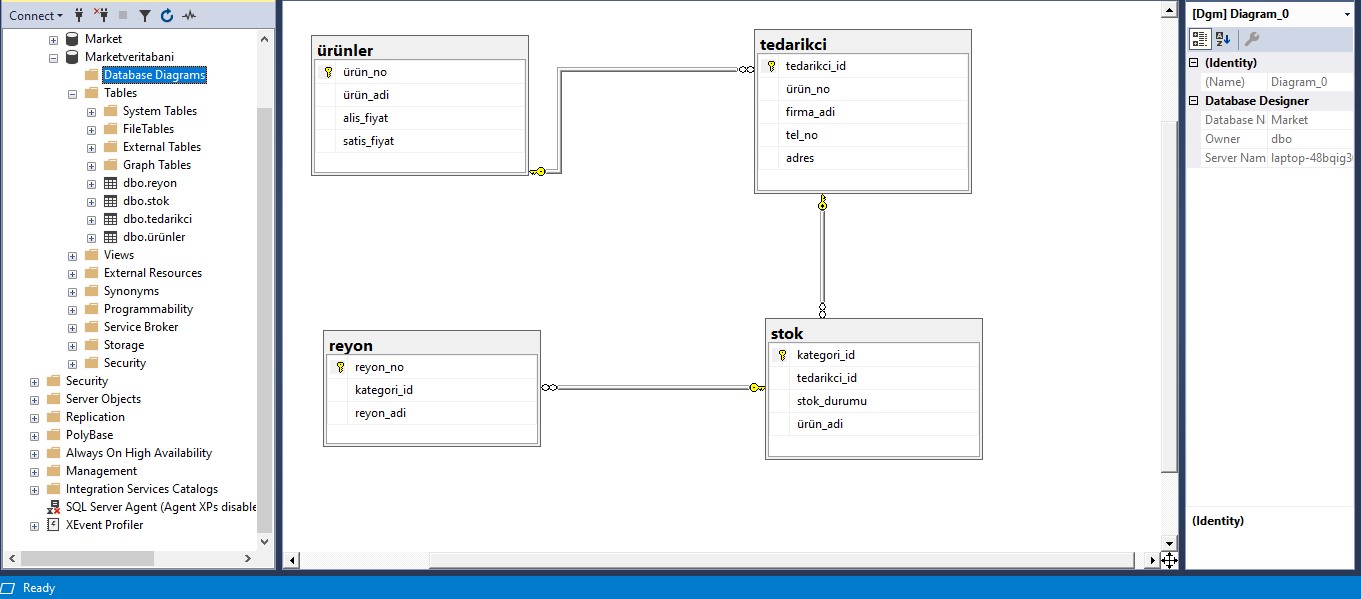 Connect
Market
Marketveritabani
Database Diagrams
Tables
System Tables
FileTables
External Tables
Graph Tables
dbo.reyon
dbo.stok
dbo.tedarikci
dbo.ürünler
Views
External Resources
Synonyms
Programmability
Service Broker
Storage
Security
Security
Server Objects
Replication
PolyBase
Always On High Availability
Management
Integration Services Catalogs
SQL Server Agent (Agent XPs disable
XEvent Profiler
ürünler
ürün_no
ürün_adi
alis_fiyat
satis_fiyat
tedarikci
tedarikci_id
ürün_no
firma_adi
tel_no
adres
reyon
reyon_no
kategori_id
reyon_adi
stok
kategori_id
tedarikci_id
stok_durumu
ürün_adi
[Dgm] Diagram_0
(Identity)
(Name) Diagram_0
Database Designer
Database N Market
Owner dbo
Server Nam laptop-48bqig3
(Identity)
Ready